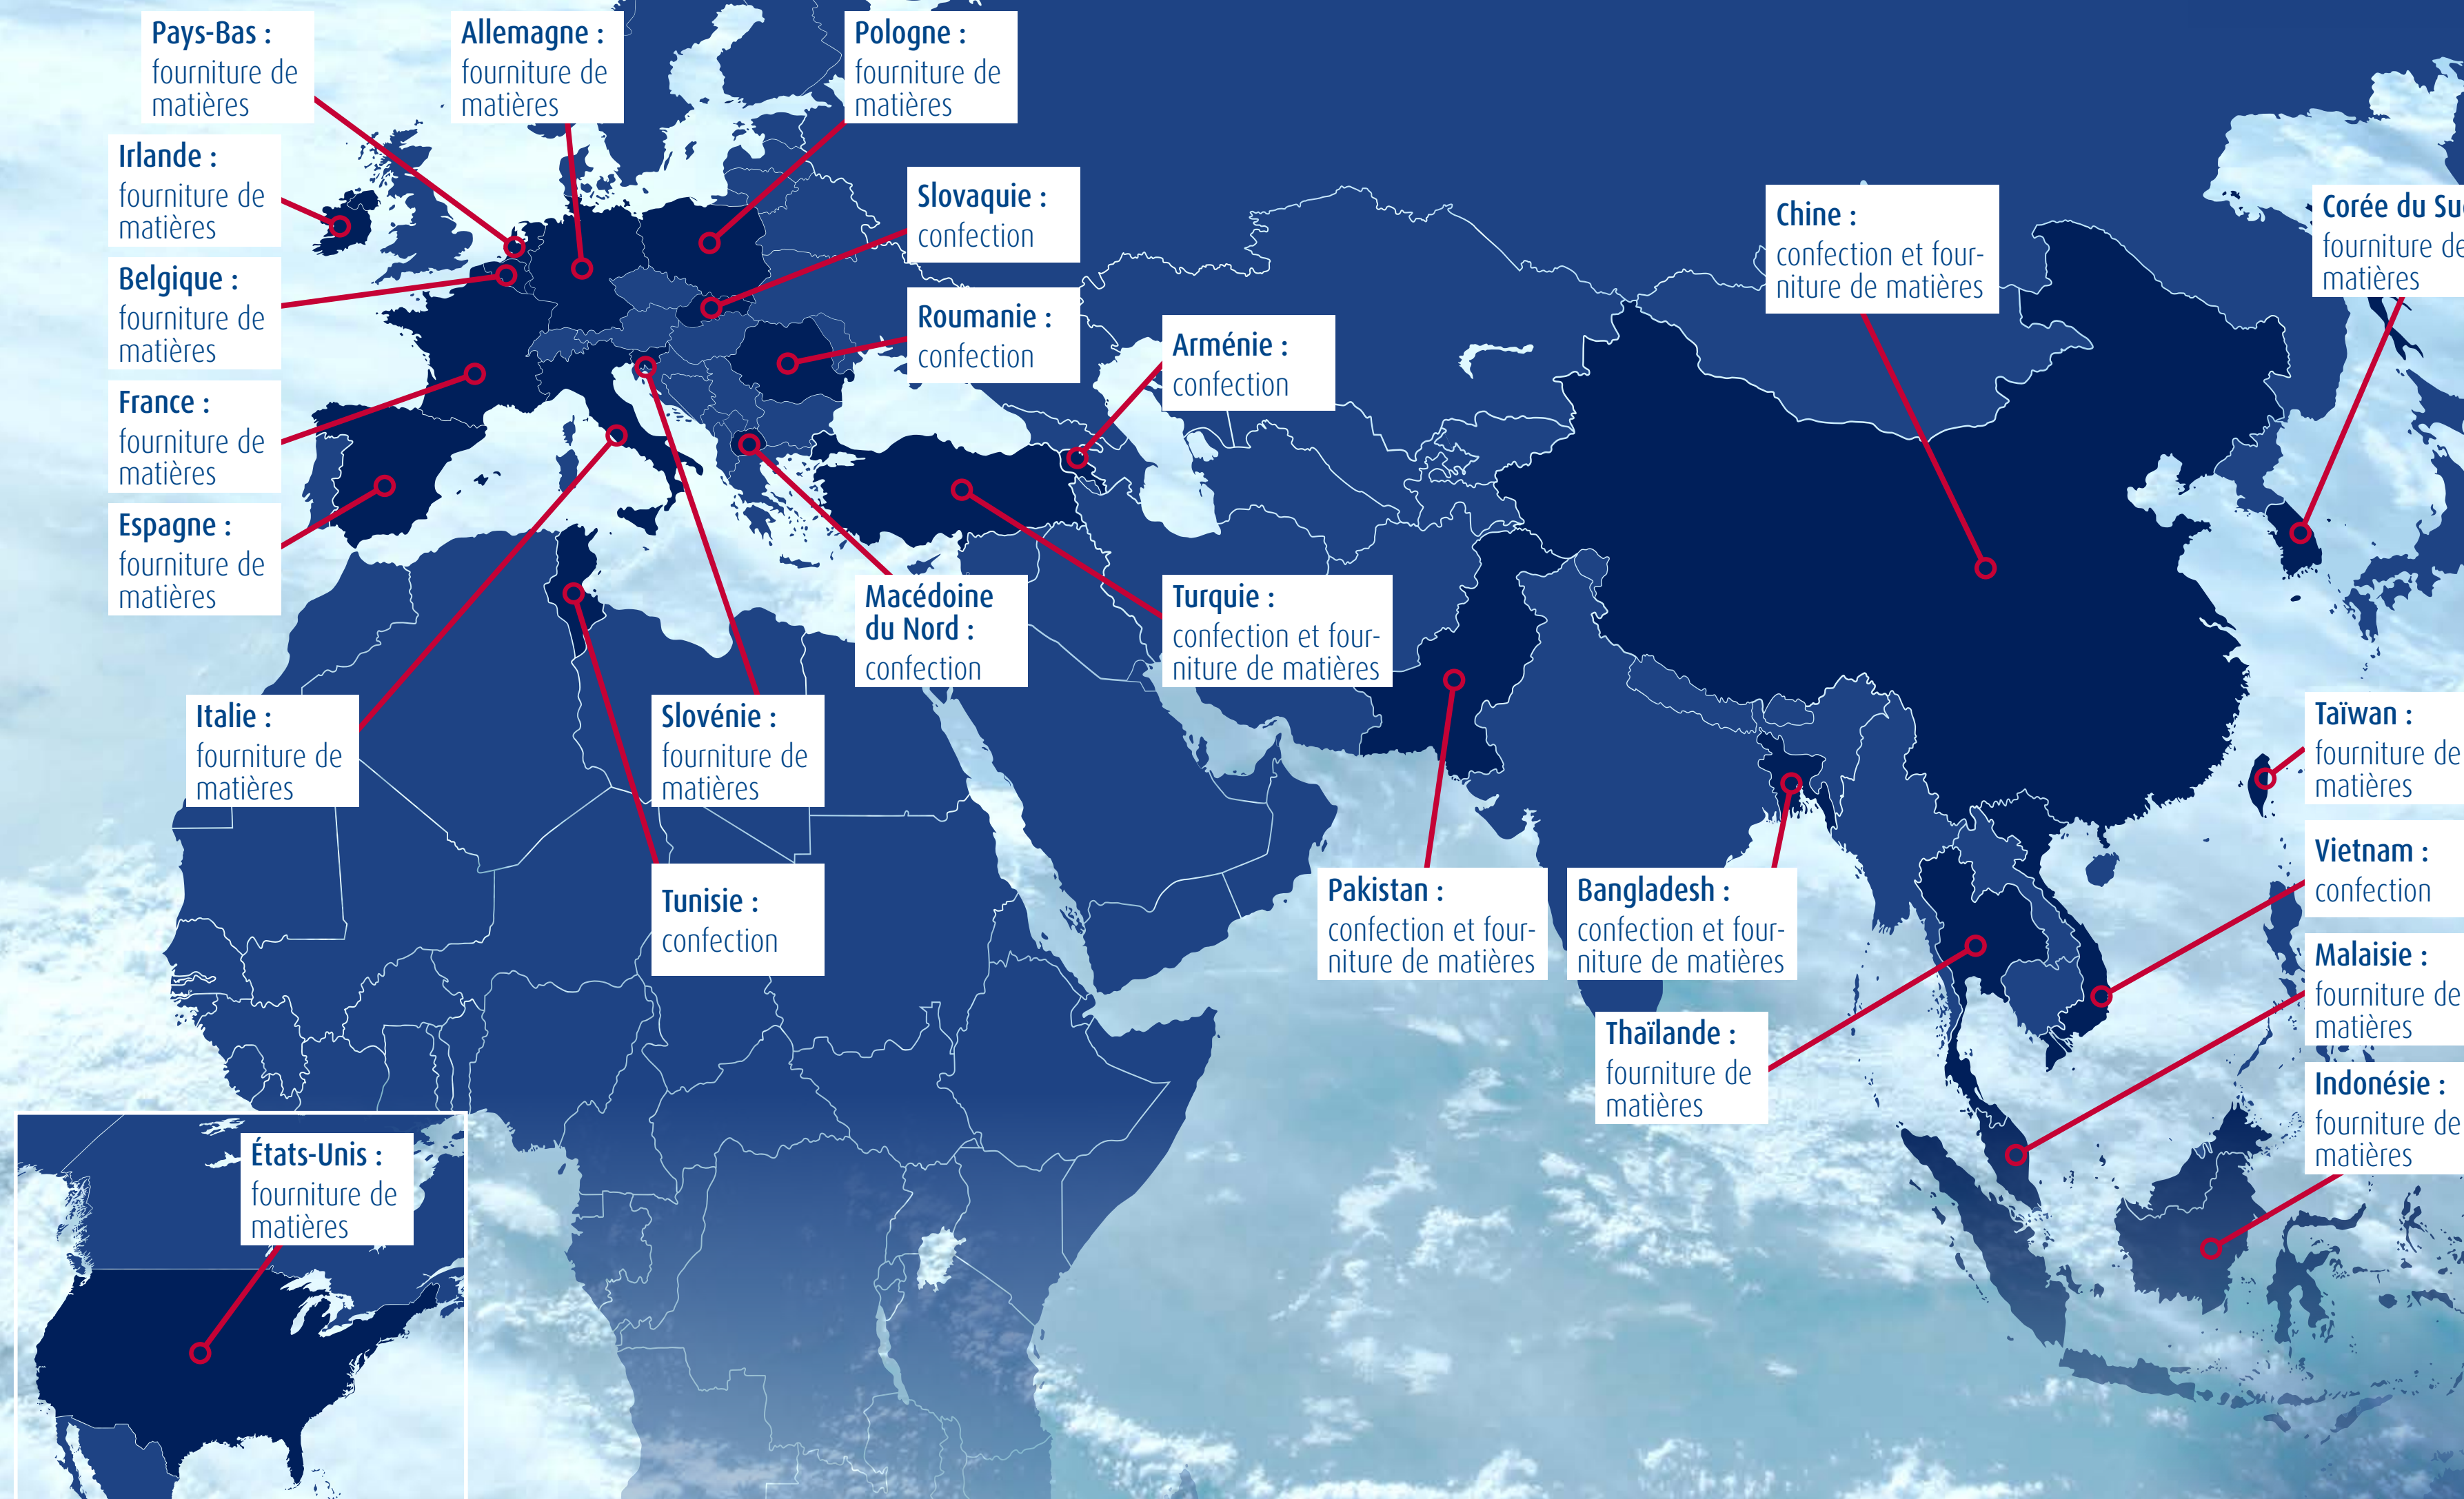 Pays-Bas :
fourniture de
matières
Allemagne :
fourniture de
matières
Pologne :
fourniture de
matières
Irlande :
fourniture de
matières
Slovaquie :
confection
Chine :
confection et four-
niture de matières
Corée du
fourniture de
matières
Belgique :
fourniture de
matières
Roumanie :
confection
Arménie :
confection
France :
fourniture de
matières
Espagne :
fourniture de
matières
Macédoine
du Nord :
confection
Turquie :
confection et four-
niture de matières
Italie :
fourniture de
matières
Slovénie :
fourniture de
matières
Taïwan :
fourniture de
matières
Tunisie :
confection
Pakistan :
confection et four-
niture de matières
Bangladesh :
confection et four-
niture de matières
Vietnam :
confection
Malaisie :
fourniture de
matières
Thaïlande :
fourniture de
matières
Indonésie :
fourniture de
matières
États-Unis :
fourniture de
matières